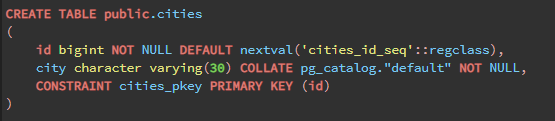 CREATE TABLE public.cities
(
    id bigint NOT NULL DEFAULT nextval('cities_id_seq'::regclass),
    city character varying(30) COLLATE pg_catalog."default" NOT NULL,
    CONSTRAINT cities_pkey PRIMARY KEY (id)
)